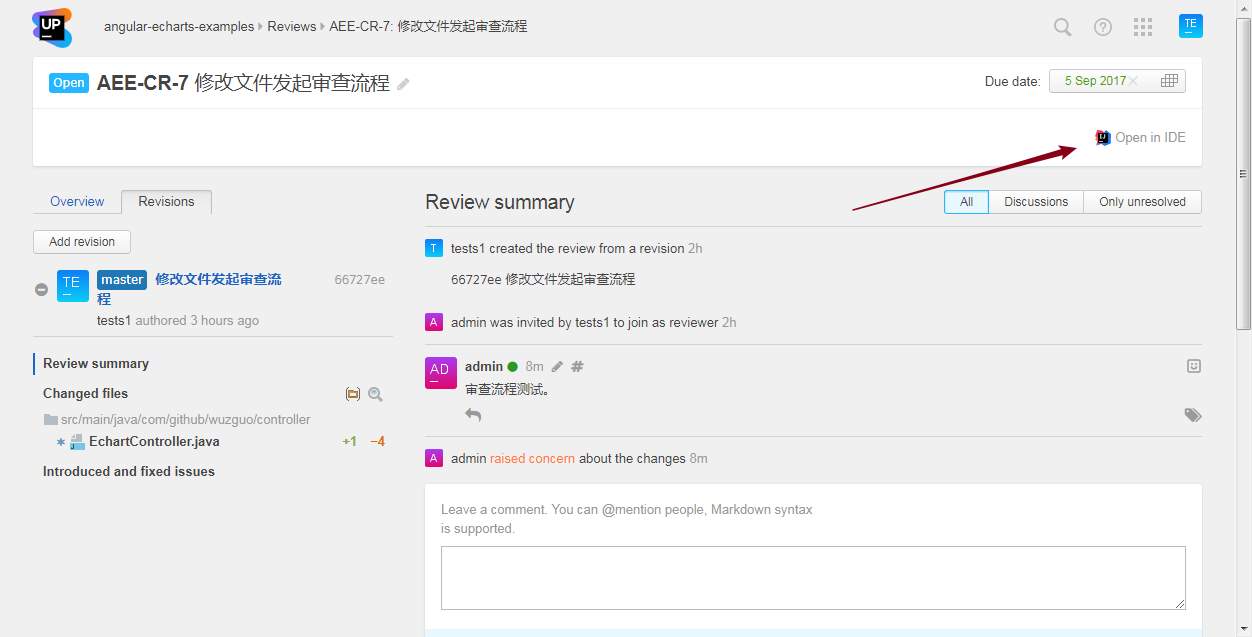 UP
angular-echarts-examples Reviews AEE-CR-7: 修改文件发起审查流程
TE
Open AEE-CR-7 修改文件发起审查流程
Due date: 5 Sep 2017
IJ Open in IDE
Overview Revisions
Add revision
TE master 修改文件发起审查流
程
66727ee
tests1 authored 3 hours ago
Review summary
Changed files
src/main/java/com/github/wuzguo/controller
EchartController.java +1 −4
Introduced and fixed issues
Review summary
All Discussions Only unresolved
T tests1 created the review from a revision 2h
66727ee 修改文件发起审查流程
A admin was invited by tests1 to join as reviewer 2h
AD admin 8m
审查流程测试。
A admin raised concern about the changes 8m
Leave a comment. You can @mention people, Markdown syntax
is supported.